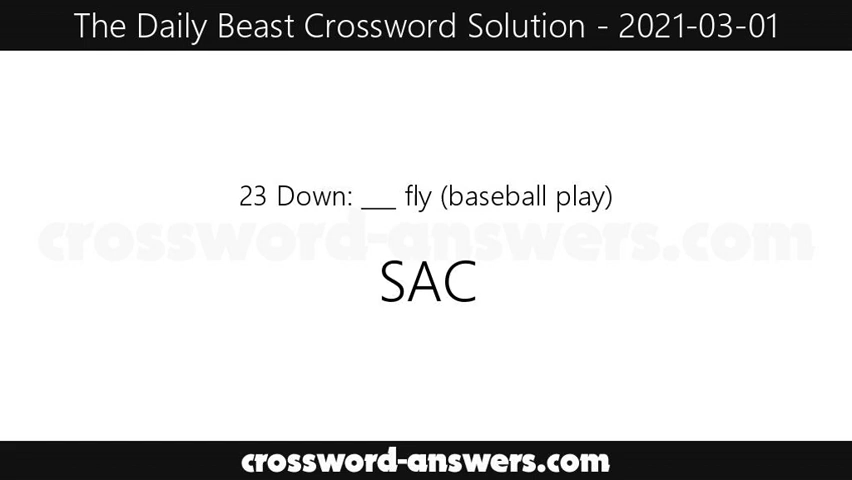 The Daily Beast Crossword Solution - 2021-03-01
23 Down: ___ fly (baseball play)
crossword-answers.com
SAC
crossword-answers.com